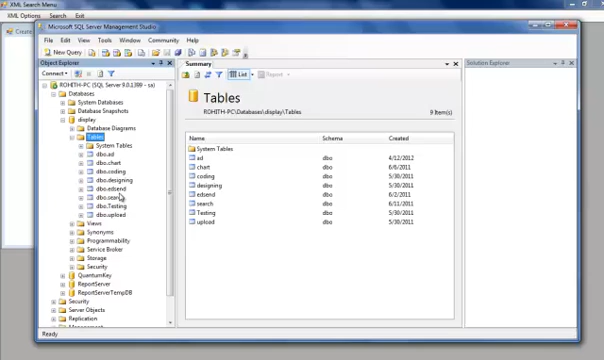 XML Search Menu
XML Options Search Exit
Create
Microsoft SQL Server Management Studio
File Edit View Tools Window Community Help
New Query
Object Explorer
Connect
ROHITH-PC (SQL Server 9.0.1399 - sa)
Databases
System Databases
Database Snapshots
display
Database Diagrams
Tables
System Tables
dbo.ad
dbo.chart
dbo.coding
dbo.designing
dbo.edsend
dbo.search
dbo.Testing
dbo.upload
Views
Synonyms
Programmability
Service Broker
Storage
Security
QuantumKey
ReportServer
ReportServerTempDB
Security
Server Objects
Replication
Management
Summary
List Report
Tables
ROHITH-PC\Databases\display\Tables
9 Item(s)
Name Schema Created
System Tables
ad dbo 4/12/2012
chart dbo 6/6/2011
coding dbo 5/30/2011
designing dbo 5/30/2011
edsend dbo 6/2/2011
search dbo 6/11/2011
Testing dbo 5/30/2011
upload dbo 5/30/2011
Solution Explorer
Ready